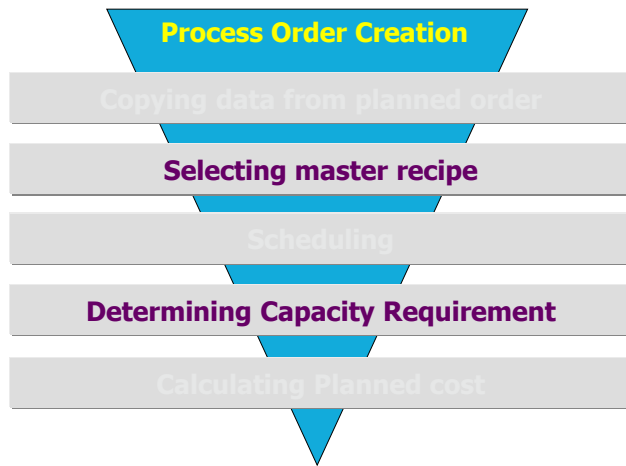 Process Order Creation
Copying data from planned order
Selecting master recipe
Scheduling
Determining Capacity Requirement
Calculating Planned cost